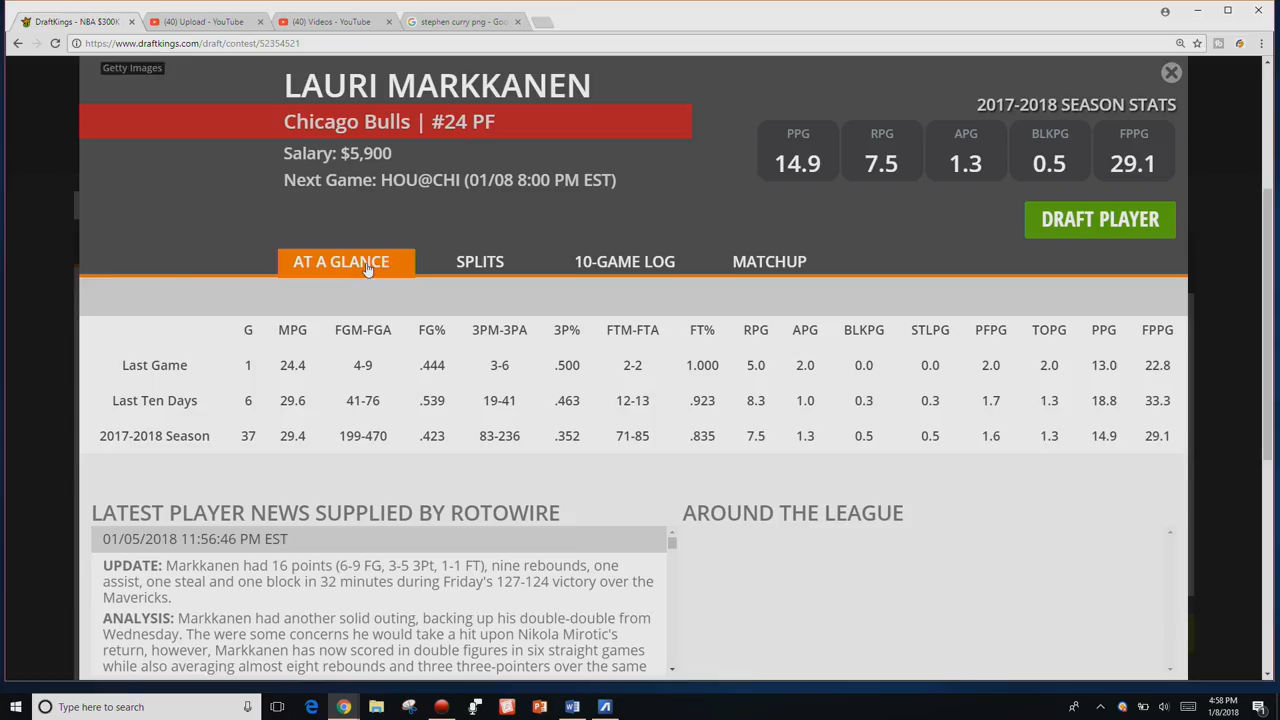 DraftKings - NBA $300K
(40) Upload - YouTube
(40) Videos - YouTube
stephen curry png - Goo
https://www.draftkings.com/draft/contest/52354521
Getty Images
LAURI MARKKANEN
Chicago Bulls | #24 PF
Salary: $5,900
Next Game: HOU@CHI (01/08 8:00 PM EST)
2017-2018 SEASON STATS
PPG RPG APG BLKPG FPPG
14.9 7.5 1.3 0.5 29.1
DRAFT PLAYER
AT A GLANCE SPLITS 10-GAME LOG MATCHUP
G MPG FGM-FGA FG% 3PM-3PA 3P% FTM-FTA FT% RPG APG BLKPG STLPG PFPG TOPG PPG FPPG
Last Game 1 24.4 4-9 .444 3-6 .500 2-2 1.000 5.0 2.0 0.0 0.0 2.0 2.0 13.0 22.8
Last Ten Days 6 29.6 41-76 .539 19-41 .463 12-13 .923 8.3 1.0 0.3 0.3 1.7 1.3 18.8 33.3
2017-2018 Season 37 29.4 199-470 .423 83-236 .352 71-85 .835 7.5 1.3 0.5 0.5 1.6 1.3 14.9 29.1
LATEST PLAYER NEWS SUPPLIED BY ROTOWIRE
01/05/2018 11:56:46 PM EST
UPDATE: Markkanen had 16 points (6-9 FG, 3-5 3Pt, 1-1 FT), nine rebounds, one
assist, one steal and one block in 32 minutes during Friday's 127-124 victory over the
Mavericks.
ANALYSIS: Markkanen had another solid outing, backing up his double-double from
Wednesday. The were some concerns he would take a hit upon Nikola Mirotic's
return, however, Markkanen has now scored in double figures in six straight games
while also averaging almost eight rebounds and three three-pointers over the same
AROUND THE LEAGUE
Type here to search
4:58 PM
1/8/2018